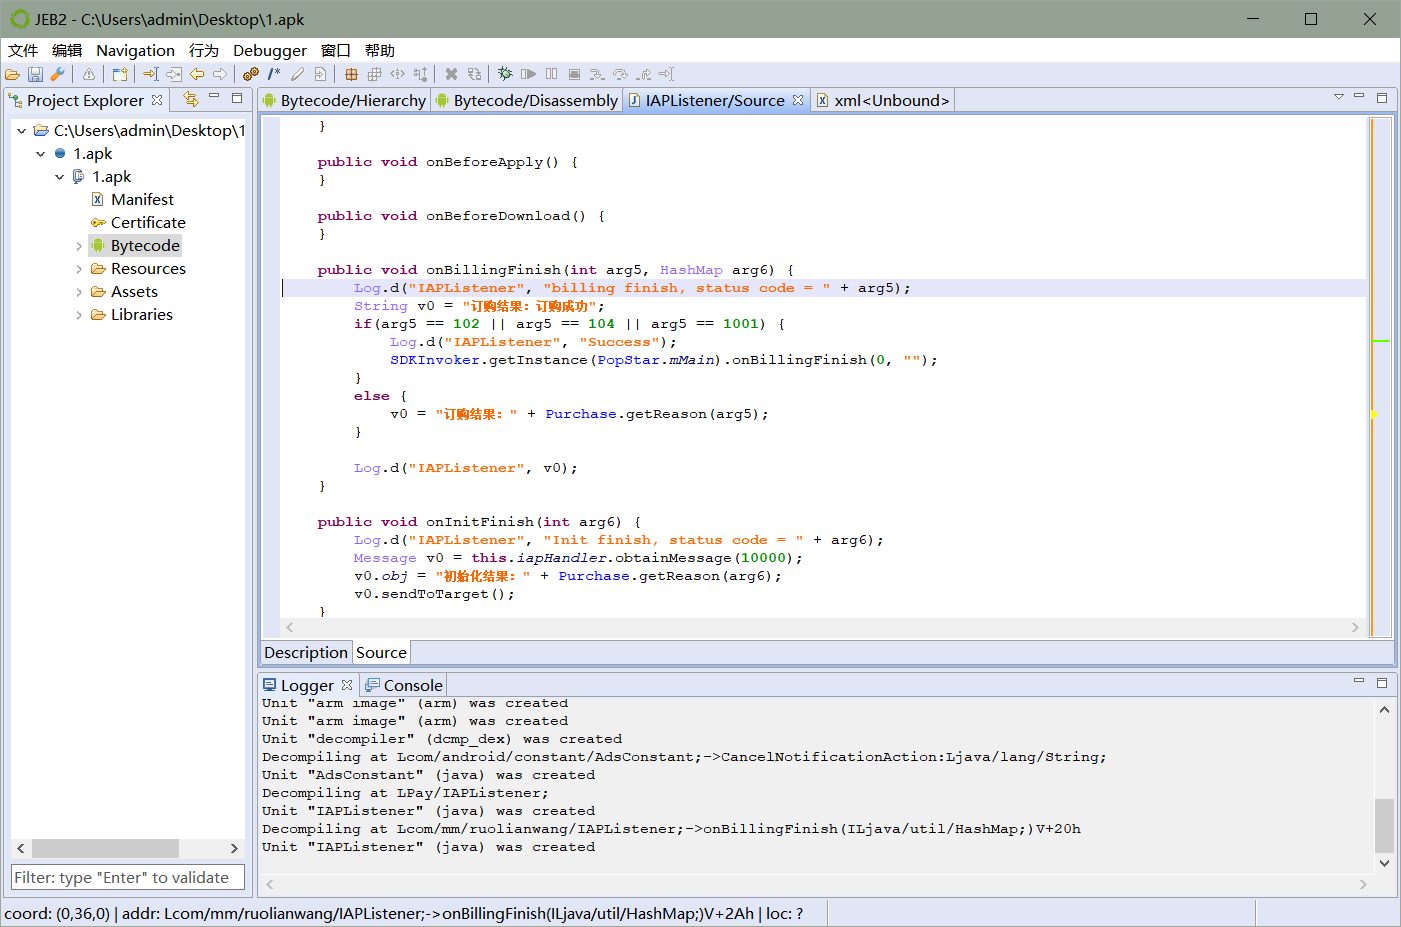 JEB2 - C:\Users\admin\Desktop\1.apk
文件 编辑 Navigation 行为 Debugger 窗口 帮助
Project Explorer
C:\Users\admin\Desktop\1
1.apk
1.apk
Manifest
Certificate
Bytecode
Resources
Assets
Libraries
Filter: type "Enter" to validate
Bytecode/Hierarchy Bytecode/Disassembly IAPListener/Source xml<Unbound>
}
public void onBeforeApply() {
}
public void onBeforeDownload() {
}
public void onBillingFinish(int arg5, HashMap arg6) {
Log.d("IAPListener", "billing finish, status code = " + arg5);
String v0 = "订购结果：订购成功";
if(arg5 == 102 || arg5 == 104 || arg5 == 1001) {
Log.d("IAPListener", "Success");
SDKInvoker.getInstance(PopStar.mMain).onBillingFinish(0, "");
}
else {
v0 = "订购结果：" + Purchase.getReason(arg5);
}
Log.d("IAPListener", v0);
}
public void onInitFinish(int arg6) {
Log.d("IAPListener", "Init finish, status code = " + arg6);
Message v0 = this.iapHandler.obtainMessage(10000);
v0.obj = "初始化结果：" + Purchase.getReason(arg6);
v0.sendToTarget();
}
Description Source
Logger Console
Unit "arm image" (arm) was created
Unit "arm image" (arm) was created
Unit "decompiler" (dcmp_dex) was created
Decompiling at Lcom/android/constant/AdsConstant;->CancelNotificationAction:Ljava/lang/String;
Unit "AdsConstant" (java) was created
Decompiling at LPay/IAPListener;
Unit "IAPListener" (java) was created
Decompiling at Lcom/mm/ruolianwang/IAPListener;->onBillingFinish(ILjava/util/HashMap;)V+20h
Unit "IAPListener" (java) was created
coord: (0,36,0) | addr: Lcom/mm/ruolianwang/IAPListener;->onBillingFinish(ILjava/util/HashMap;)V+2Ah | loc: ?